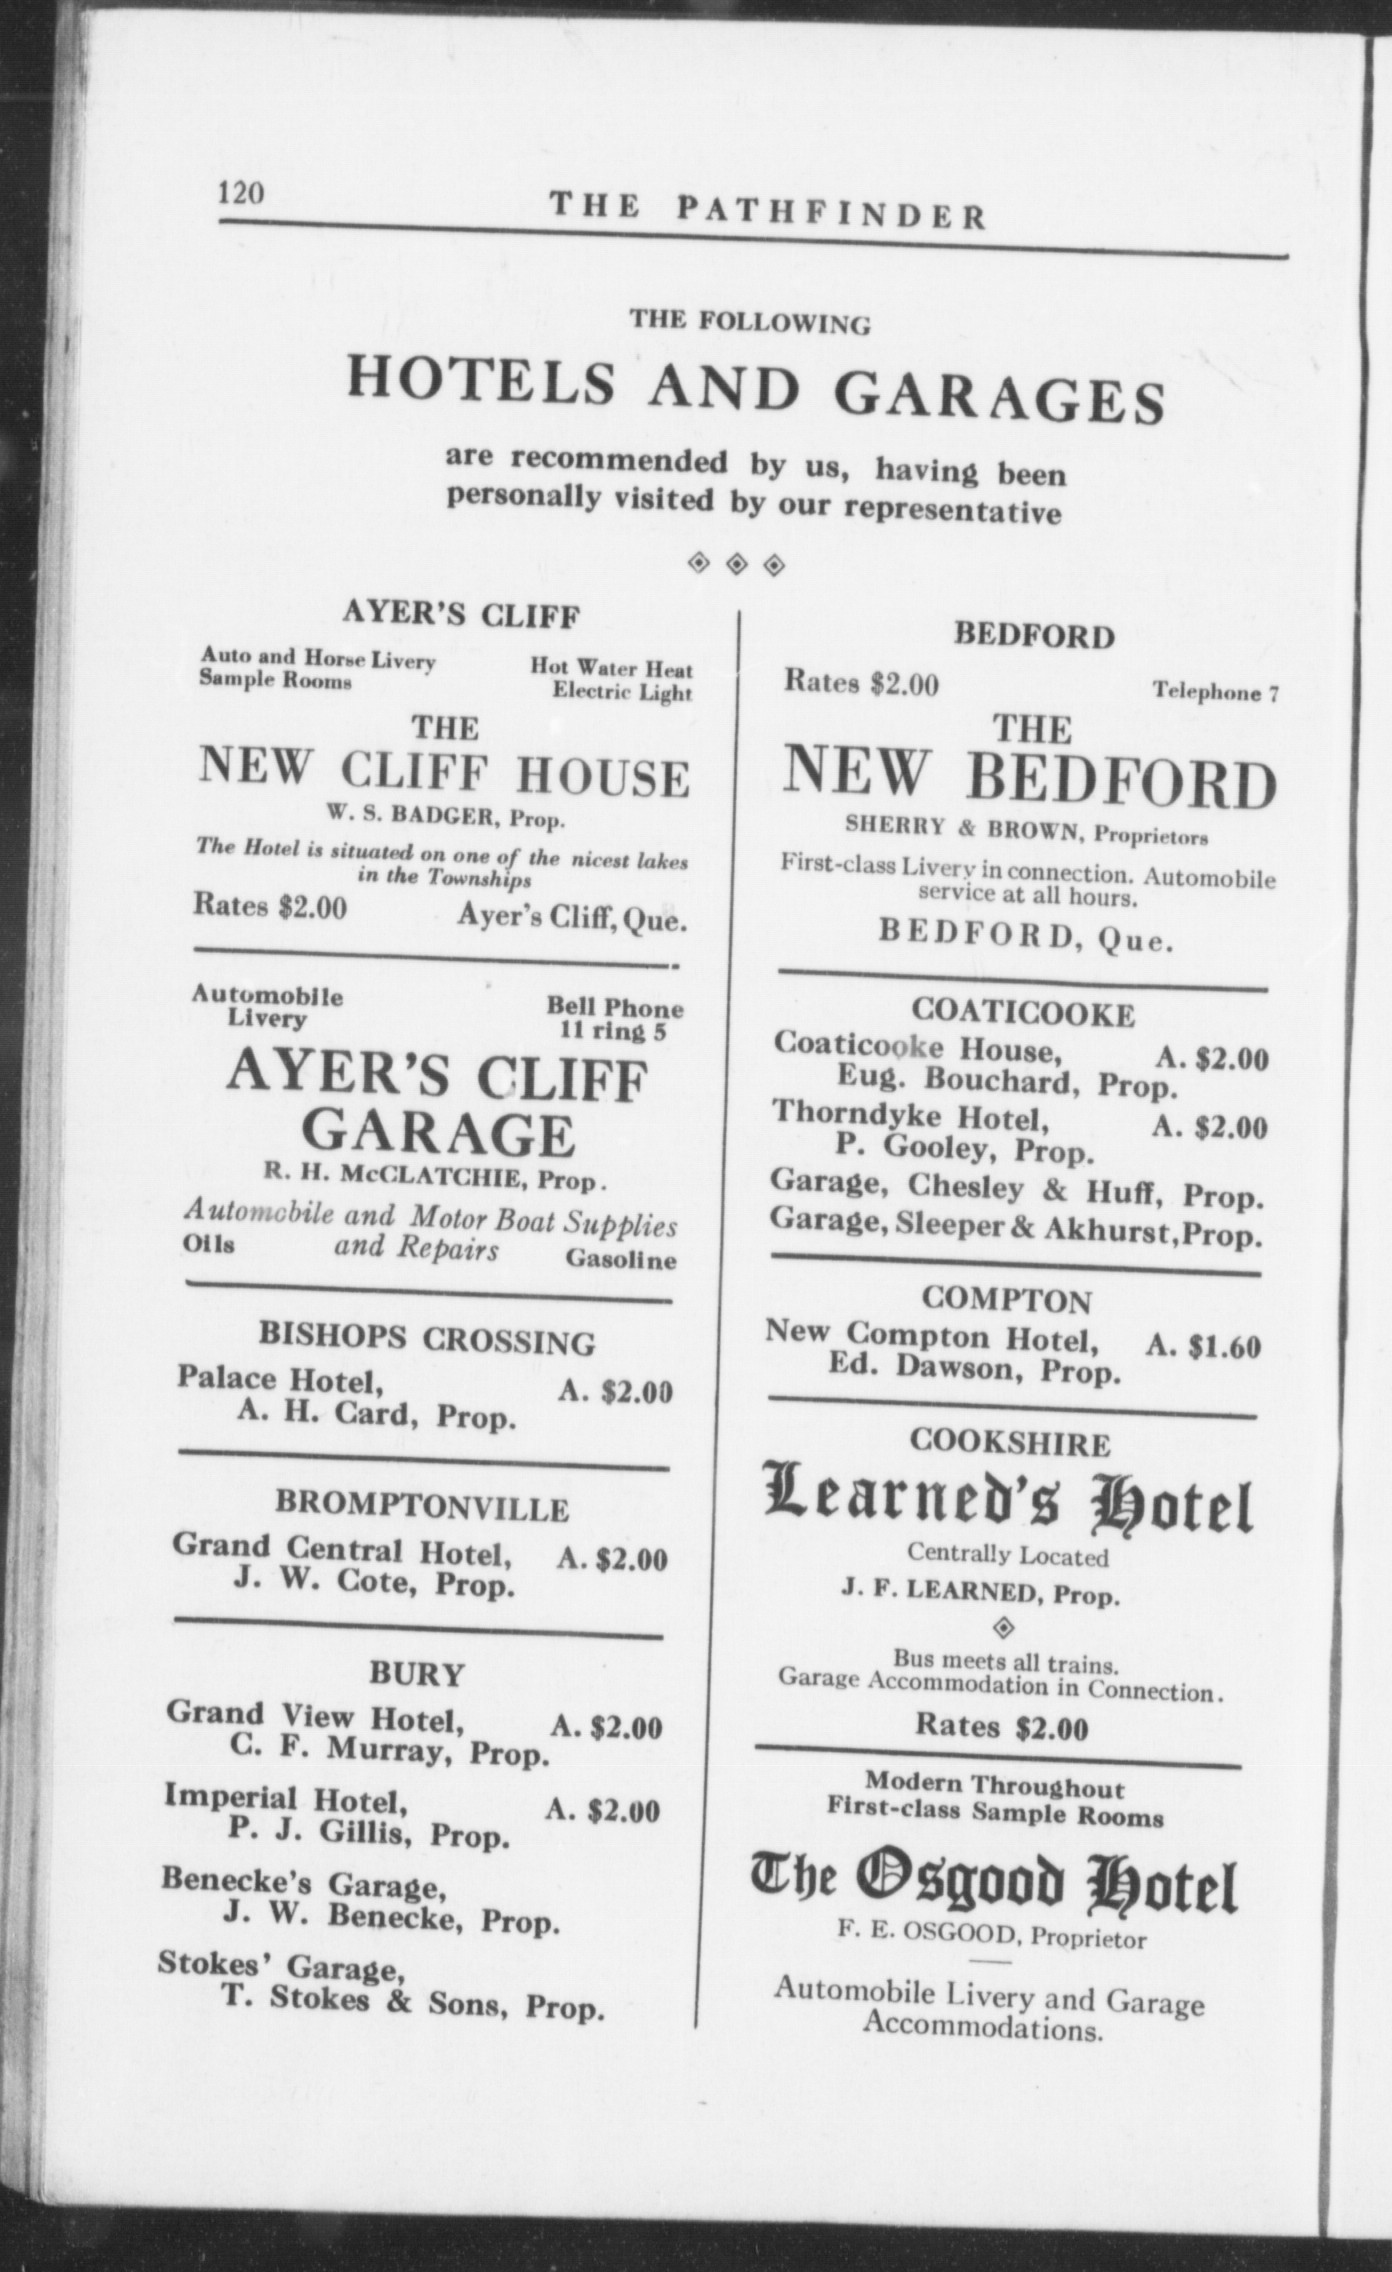 120
THE PATHFINDER
THE FOLLOWING
HOTELS AND GARAGES
are recommended by us, having been
personally visited by our representative
AYER'S CLIFF
Auto and Horse Livery Hot Water Heat
Sample Rooms Electric Light
THE
NEW CLIFF HOUSE
W. S. BADGER, Prop.
The Hotel is situated on one of the nicest lakes
in the Townships
Rates $2.00 Ayer's Cliff, Que.
Automobile Bell Phone
Livery 11 ring 5
AYER'S CLIFF
GARAGE
R. H. McCLATCHIE, Prop.
Automobile and Motor Boat Supplies
Oils and Repairs Gasoline
BISHOPS CROSSING
Palace Hotel, A. $2.00
A. H. Card, Prop.
BROMPTONVILLE
Grand Central Hotel, A. $2.00
J. W. Cote, Prop.
BURY
Grand View Hotel, A. $2.00
C. F. Murray, Prop.
Imperial Hotel, A. $2.00
P. J. Gillis, Prop.
Benecke's Garage,
J. W. Benecke, Prop.
Stokes' Garage,
T. Stokes & Sons, Prop.
BEDFORD
Rates $2.00 Telephone 7
THE
NEW BEDFORD
SHERRY & BROWN, Proprietors
First-class Livery in connection. Automobile
service at all hours.
BEDFORD, Que.
COATICOOKE
Coaticooke House, A. $2.00
Eug. Bouchard, Prop.
Thorndyke Hotel, A. $2.00
P. Gooley, Prop.
Garage, Chesley & Huff, Prop.
Garage, Sleeper & Akhurst, Prop.
COMPTON
New Compton Hotel, A. $1.60
Ed. Dawson, Prop.
COOKSHIRE
Learned's Hotel
Centrally Located
J. F. LEARNED, Prop.
Bus meets all trains.
Garage Accommodation in Connection.
Rates $2.00
Modern Throughout
First-class Sample Rooms
The Osgood Hotel
F. E. OSGOOD, Proprietor
Automobile Livery and Garage
Accommodations.